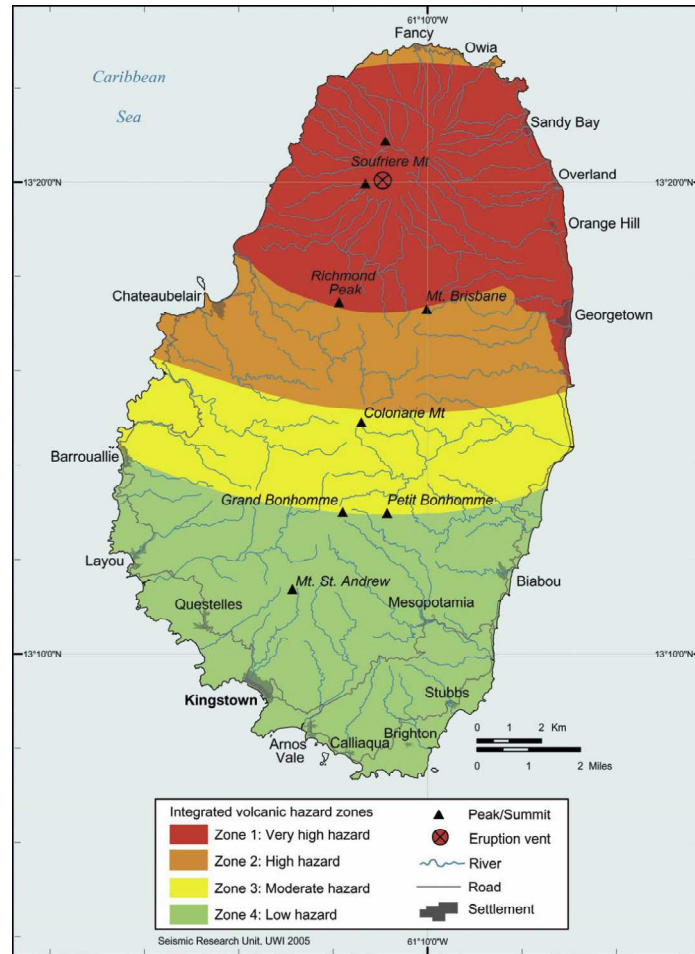 61°10'0"W
Fancy
Owia
Caribbean
Sea
Sandy Bay
Soufriere Mt
13°20'0"N
Overland
13°20'0"N
Orange Hill
Richmond
Peak
Mt. Brisbane
Chateaubelair
Georgetown
Colonarie Mt
Barrouallie
Grand Bonhomme
Petit Bonhomme
Layou
Mt. St. Andrew
Biabou
Questelles
Mesopotamia
13°10'0"N
13°10'0"N
Kingstown
Stubbs
Arnos
Vale
Calliaqua
Brighton
0 1 2 Km
0 1 2 Miles
Integrated volcanic hazard zones
Zone 1: Very high hazard
Zone 2: High hazard
Zone 3: Moderate hazard
Zone 4: Low hazard
Peak/Summit
Eruption vent
River
Road
Settlement
Seismic Research Unit, UWI 2005
61°10'0"W